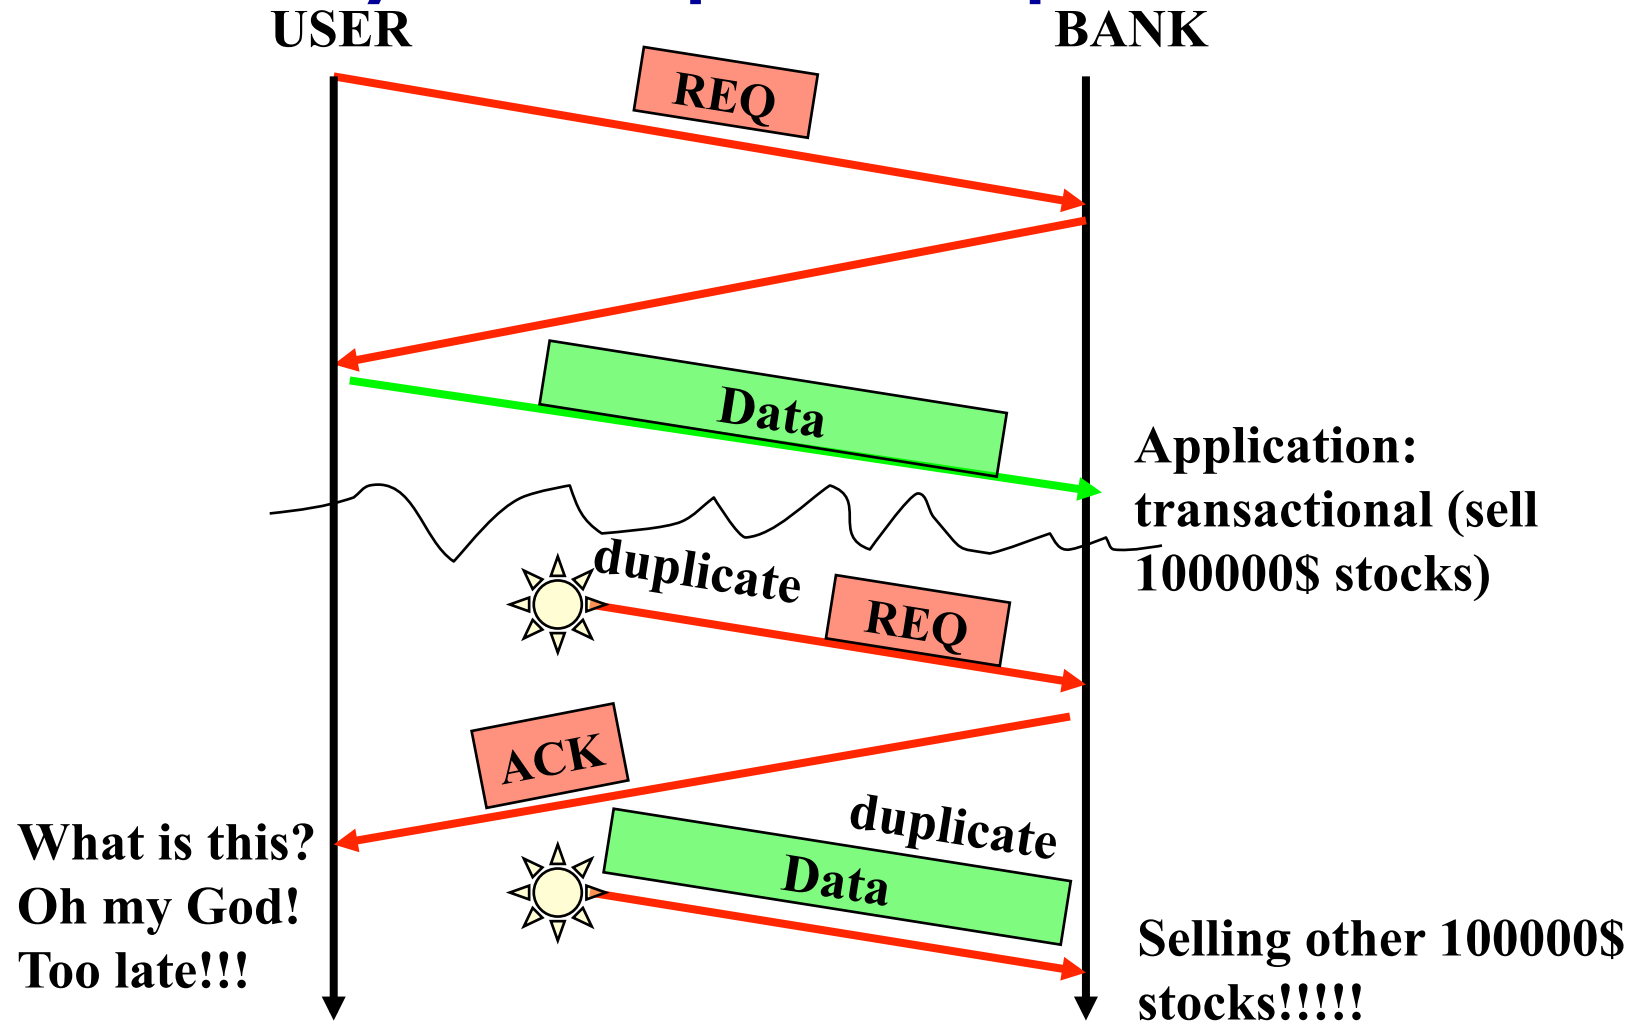 USER
BANK
REQ
Data
Application:
transactional (sell
100000$ stocks)
duplicate
REQ
ACK
duplicate
Data
What is this?
Oh my God!
Too late!!!
Selling other 100000$
stocks!!!!!